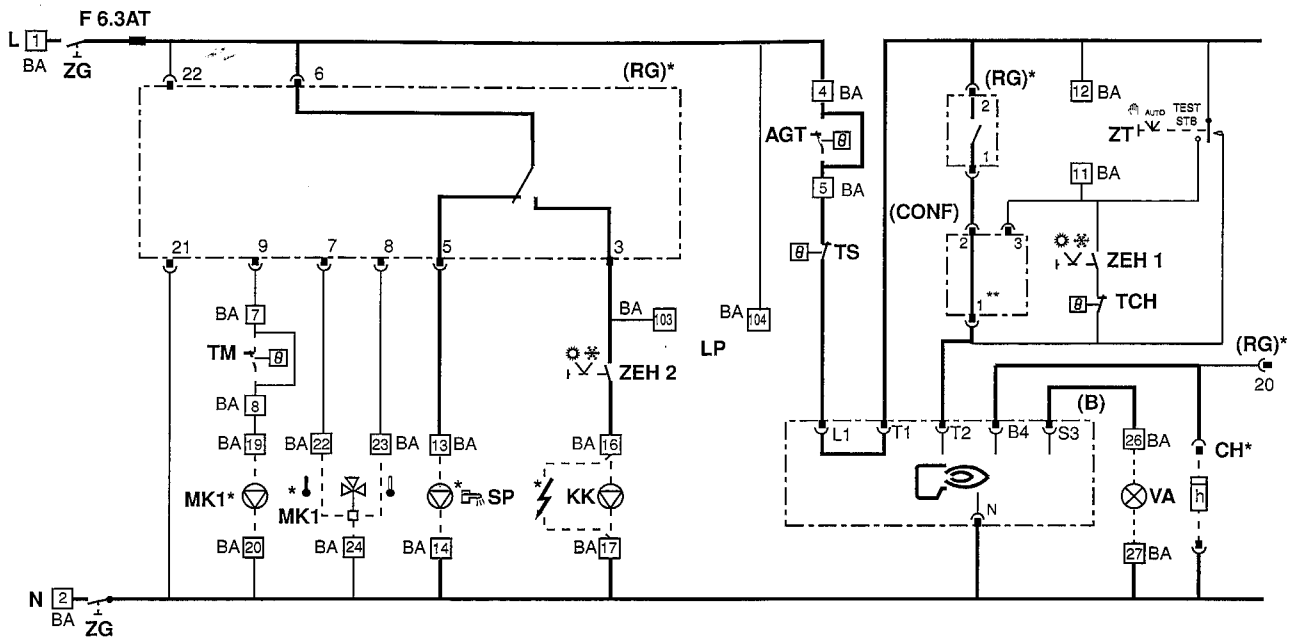 F 6.3AT
L 1
BA ZG
22 6 (RG)*
4 BA
(RG)*
2
1
12 BA
AUTO TEST
STB
ZT
AGT θ
5 BA
11 BA
(CONF)
2 3
1**
θ TS
ZEH 1
θ TCH
21 9 7 8 5 3
BA 7
BA 103
BA 104
LP
TM θ
ZEH 2
(RG)*
20
BA 8
(B)
BA 19 BA 22 23 BA 13 BA BA 16
L1 T1 T2 B4 S3
26 BA
CH*
MK1* * MK1 * SP * KK
N
VA h
BA 20 BA 24 BA 14 BA 17
27 BA
N 2
BA ZG